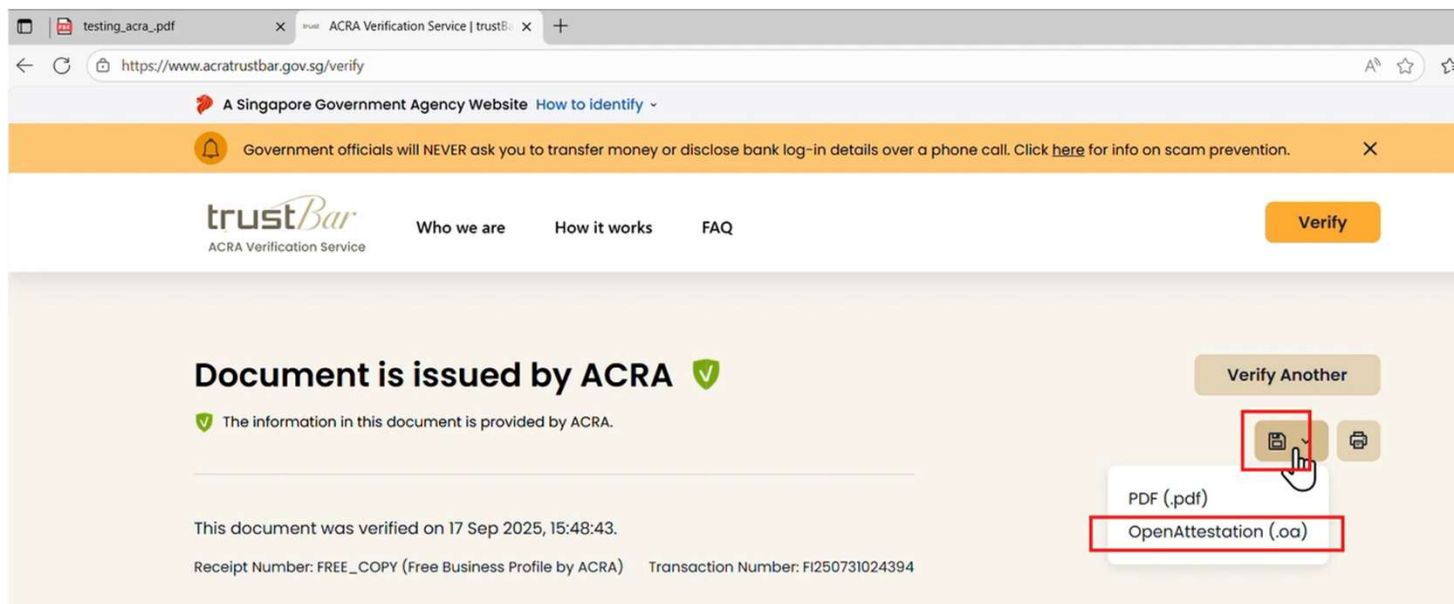 testing_acra_.pdf
ACRA Verification Service | trustB
https://www.acratrustbar.gov.sg/verify
A Singapore Government Agency Website How to identify
Government officials will NEVER ask you to transfer money or disclose bank log-in details over a phone call. Click here for info on scam prevention.
trustBar
ACRA Verification Service
Who we are
How it works
FAQ
Verify
Document is issued by ACRA
Verify Another
The information in this document is provided by ACRA.
PDF (.pdf)
OpenAttestation (.oa)
This document was verified on 17 Sep 2025, 15:48:43.
Receipt Number: FREE_COPY (Free Business Profile by ACRA) Transaction Number: FI250731024394